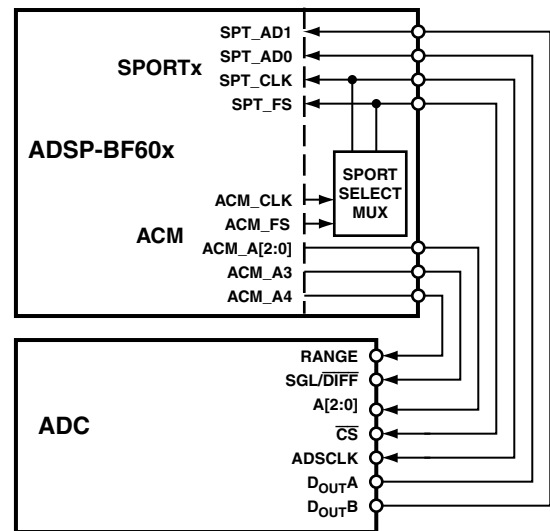 SPT_AD1
SPT_AD0
SPORTx
SPT_CLK
SPT_FS
ADSP-BF60x
SPORT
SELECT
MUX
ACM_CLK
ACM_FS
ACM
ACM_A[2:0]
ACM_A3
ACM_A4
RANGE
SGL/DIFF
A[2:0]
ADC
CS
ADSCLK
DOUTA
DOUTB